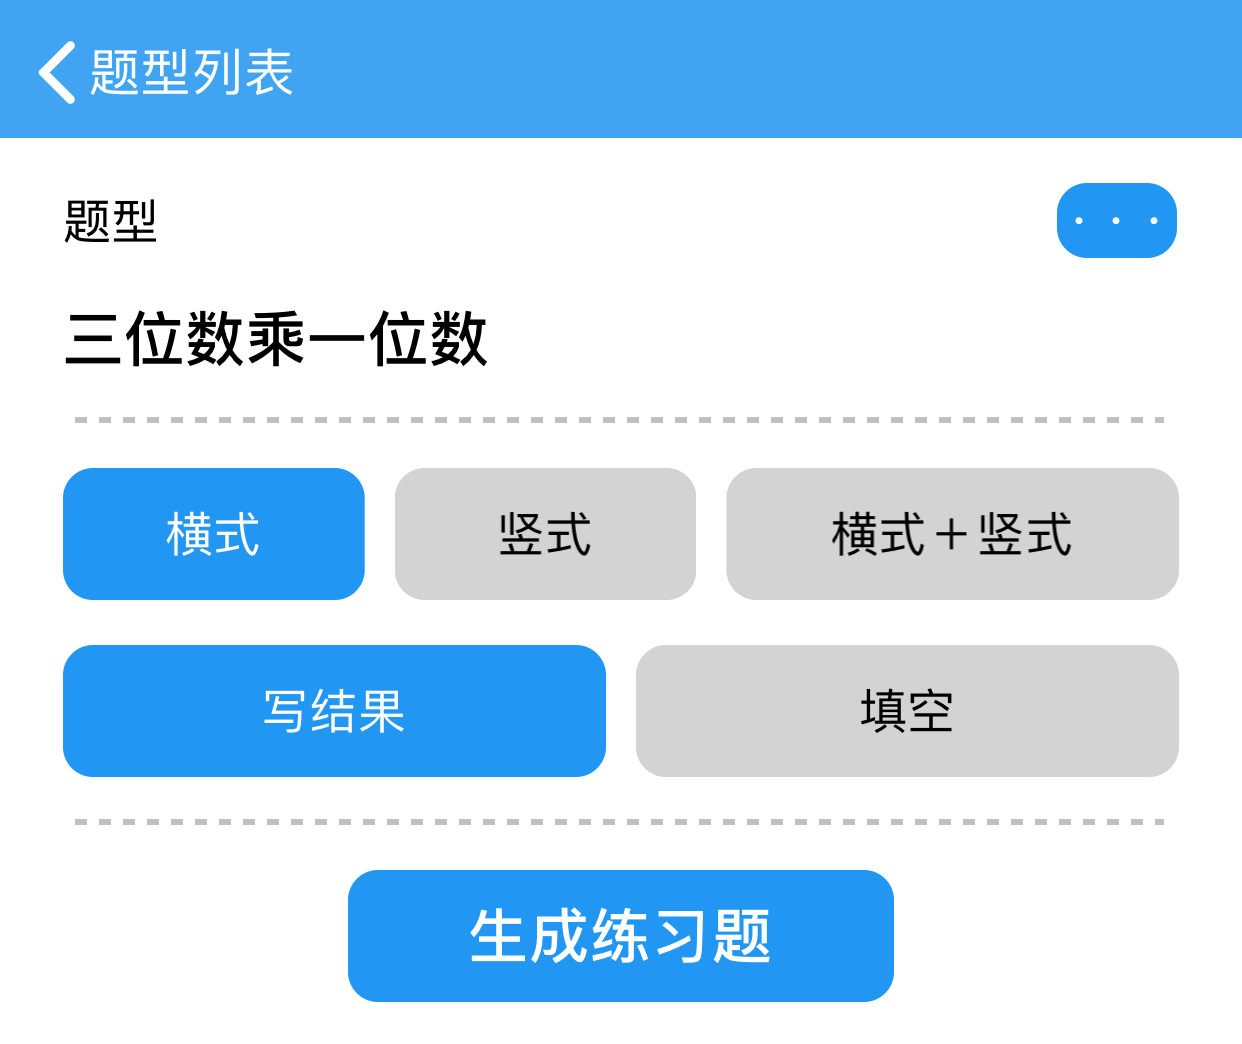 题型列表
题型
三位数乘一位数
横式 竖式 横式＋竖式
写结果 填空
生成练习题